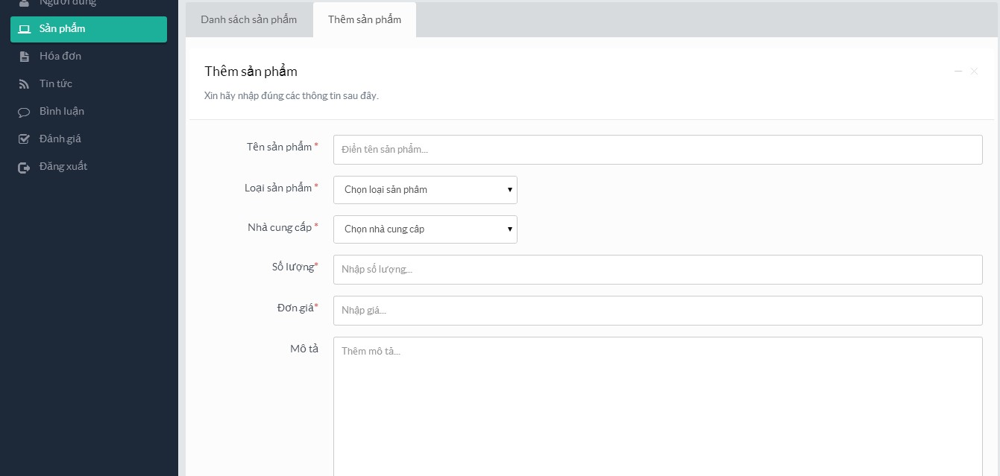 Người dùng
Sản phẩm
Hóa đơn
Tin tức
Bình luận
Đánh giá
Đăng xuất
Danh sách sản phẩm
Thêm sản phẩm
Thêm sản phẩm
Xin hãy nhập đúng các thông tin sau đây.
Tên sản phẩm *
Điền tên sản phẩm...
Loại sản phẩm *
Chọn loại sản phâm
Nhà cung cấp *
Chọn nhà cung câp
Số lượng*
Nhập số lượng...
Đơn giá*
Nhập giá...
Mô tả
Thêm mô tả...